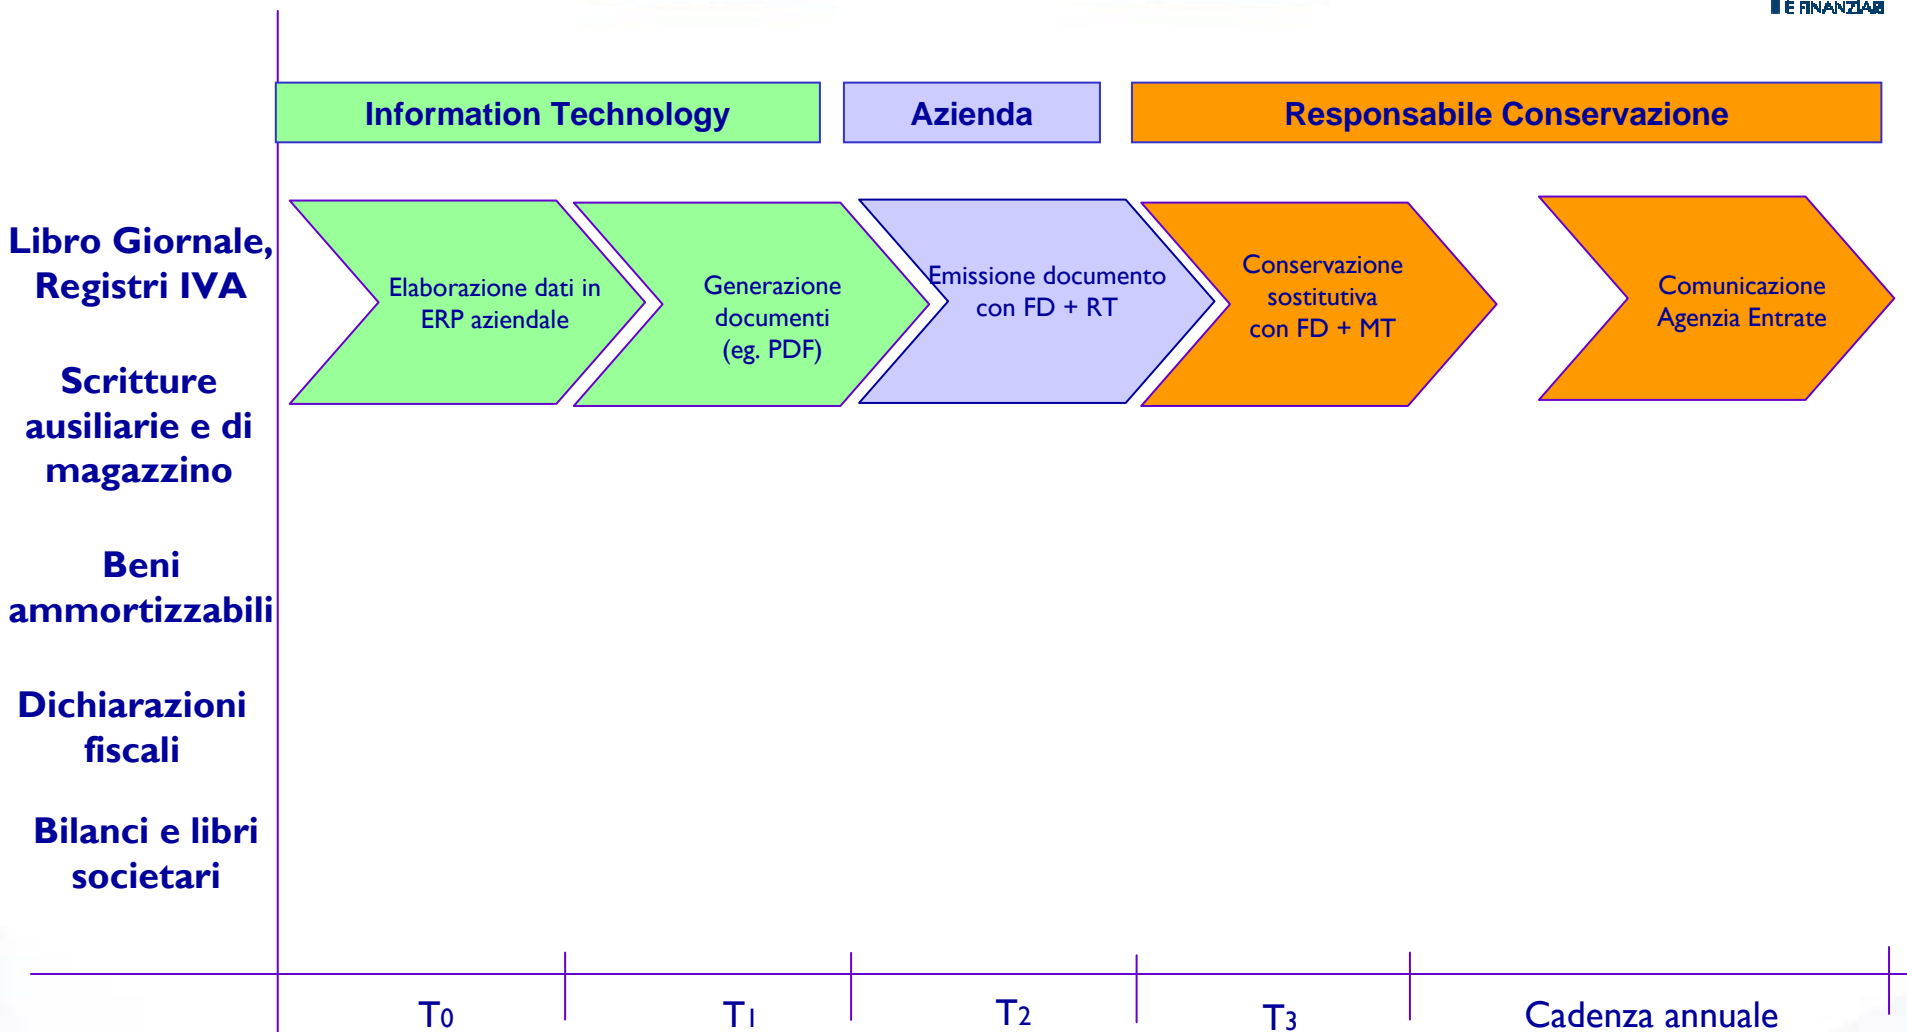 E FINANZIARI
Information Technology
Azienda
Responsabile Conservazione
Libro Giornale,
Registri IVA
Scritture
ausiliarie e di
magazzino
Beni
ammortizzabili
Dichiarazioni
fiscali
Bilanci e libri
societari
Elaborazione dati in
ERP aziendale
Generazione
documenti
(eg. PDF)
Emissione documento
con FD + RT
Conservazione
sostitutiva
con FD + MT
Comunicazione
Agenzia Entrate
T0
T1
T2
T3
Cadenza annuale